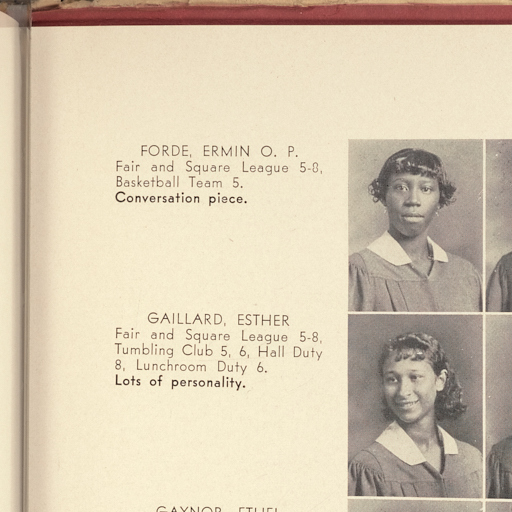 FORDE, ERMIN O. P.
Fair and Square League 5-8,
Basketball Team 5.
Conversation piece.
GAILLARD, ESTHER
Fair and Square League 5-8,
Tumbling Club 5, 6, Hall Duty
8, Lunchroom Duty 6.
Lots of personality.
GAYNOR, ETHEL